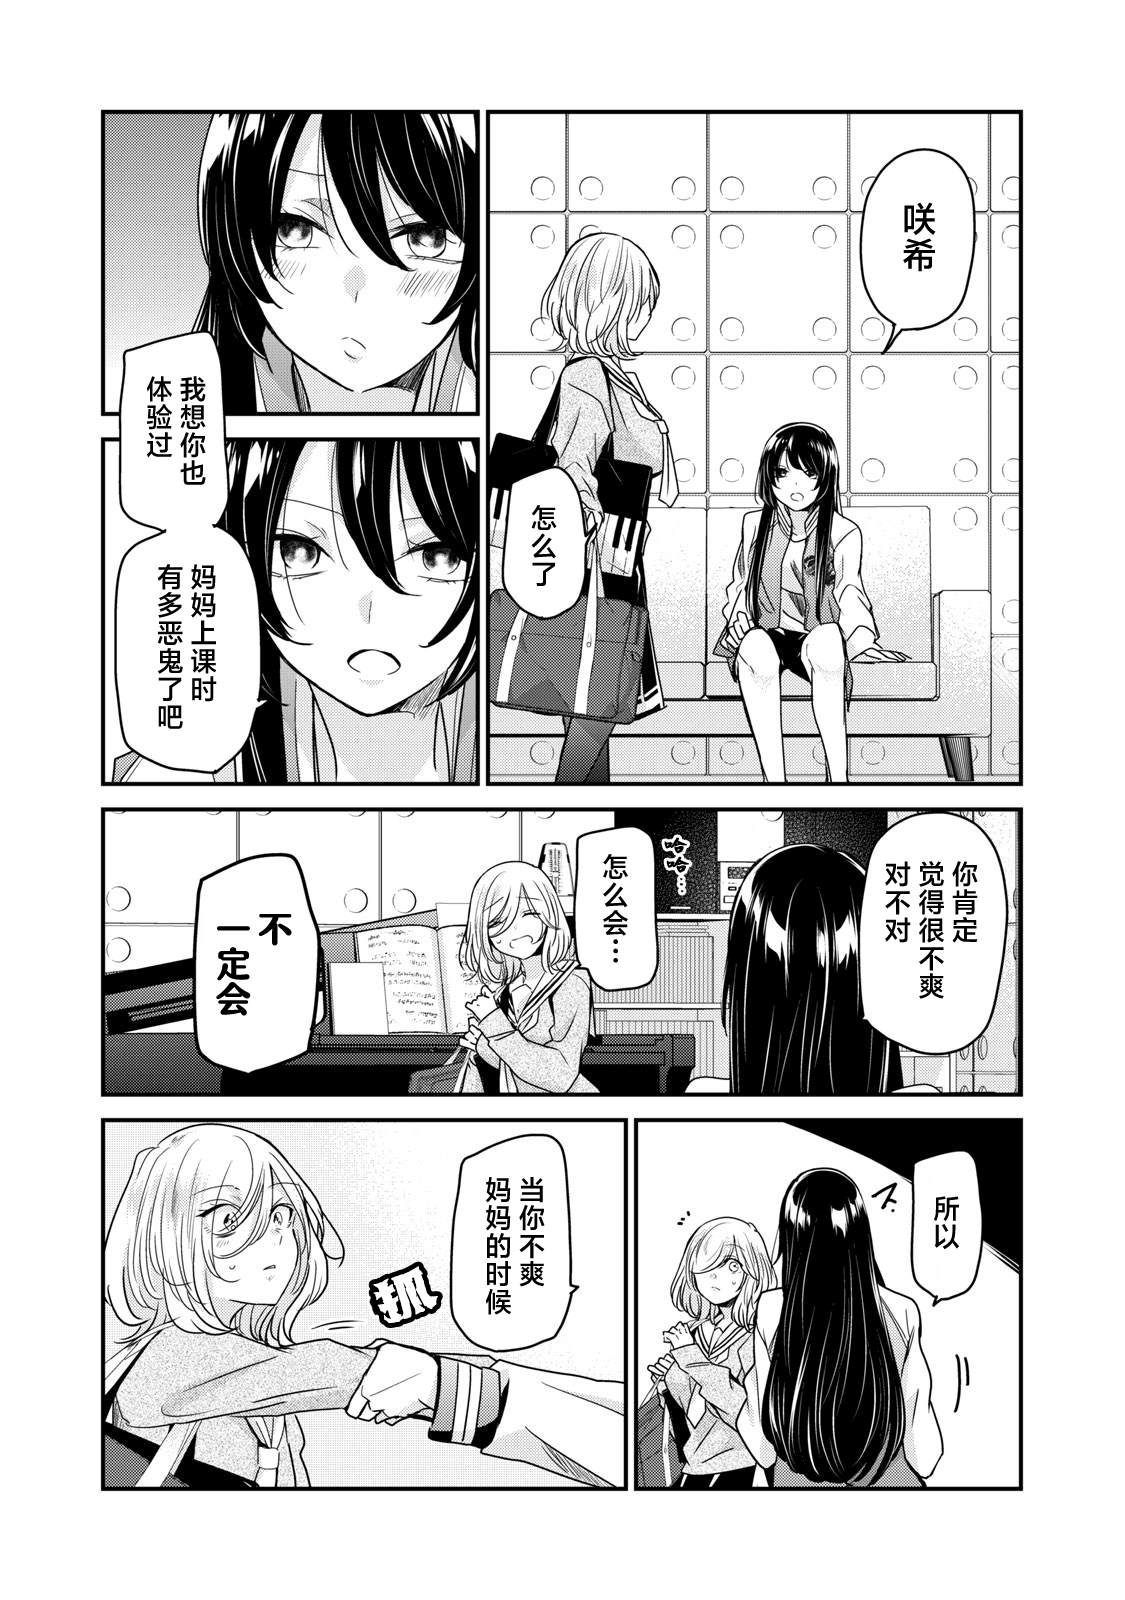 咲希
怎么了
我想你也
体验过
妈妈上课时
有多恶鬼了吧
你肯定
觉得很不爽
对不对
哈哈…
怎么会…
不
一定会
所以
当你不爽
妈妈的时候
抓